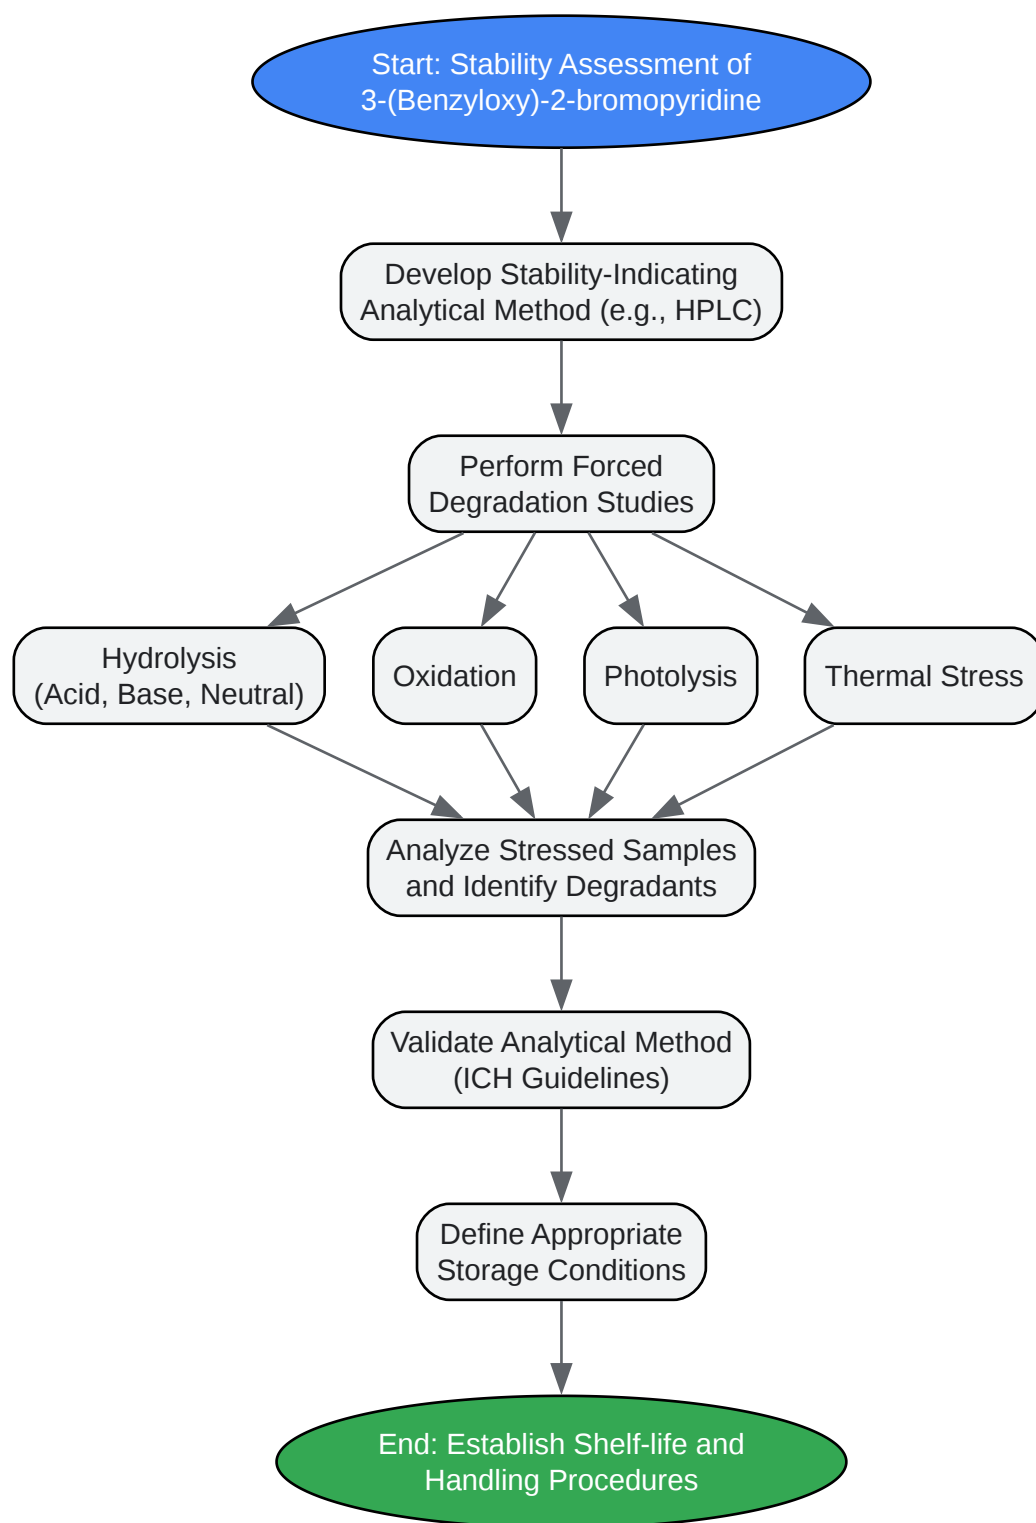 Start: Stability Assessment of
3-(Benzyloxy)-2-bromopyridine
Develop Stability-Indicating
Analytical Method (e.g., HPLC)
Perform Forced
Degradation Studies
Hydrolysis
(Acid, Base, Neutral)
Oxidation
Photolysis
Thermal Stress
Analyze Stressed Samples
and Identify Degradants
Validate Analytical Method
(ICH Guidelines)
Define Appropriate
Storage Conditions
End: Establish Shelf-life and
Handling Procedures